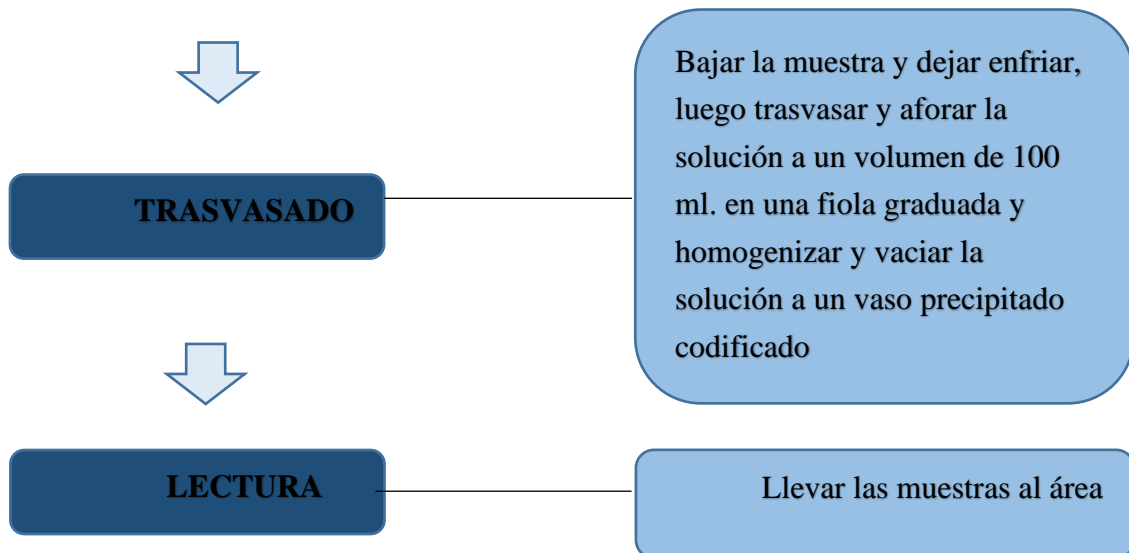 TRASVASADO
Bajar la muestra y dejar enfriar,
luego trasvasar y aforar la
solución a un volumen de 100
ml. en una fiola graduada y
homogenizar y vaciar la
solución a un vaso precipitado
codificado
LECTURA
Llevar las muestras al área